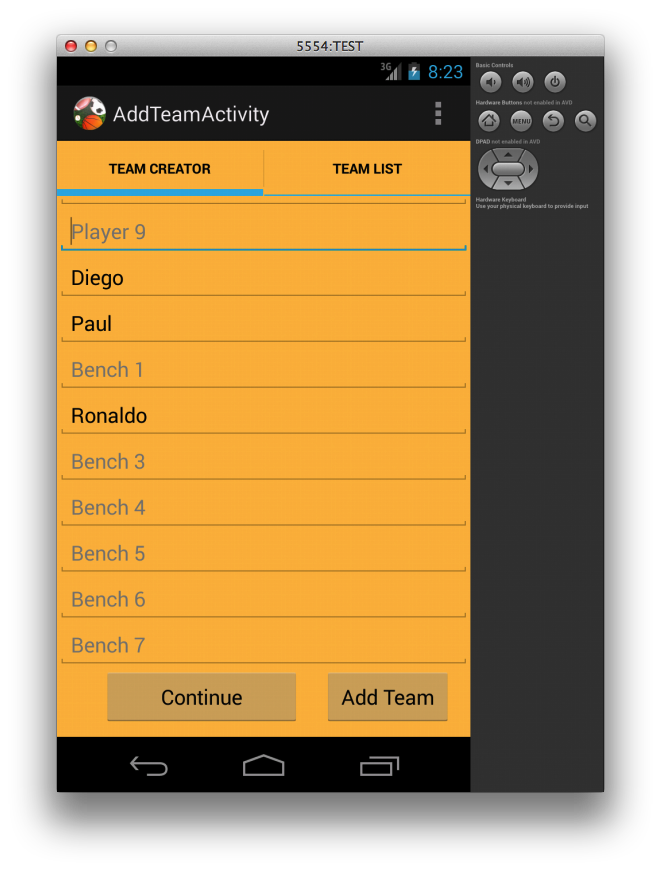 5554:TEST
3G 8:23
AddTeamActivity
TEAM CREATOR TEAM LIST
Player 9
Diego
Paul
Bench 1
Ronaldo
Bench 3
Bench 4
Bench 5
Bench 6
Bench 7
Continue Add Team
Basic Controls
Hardware Buttons not enabled in AVD
MENU
DPAD not enabled in AVD
Hardware Keyboard
Use your physical keyboard to provide input